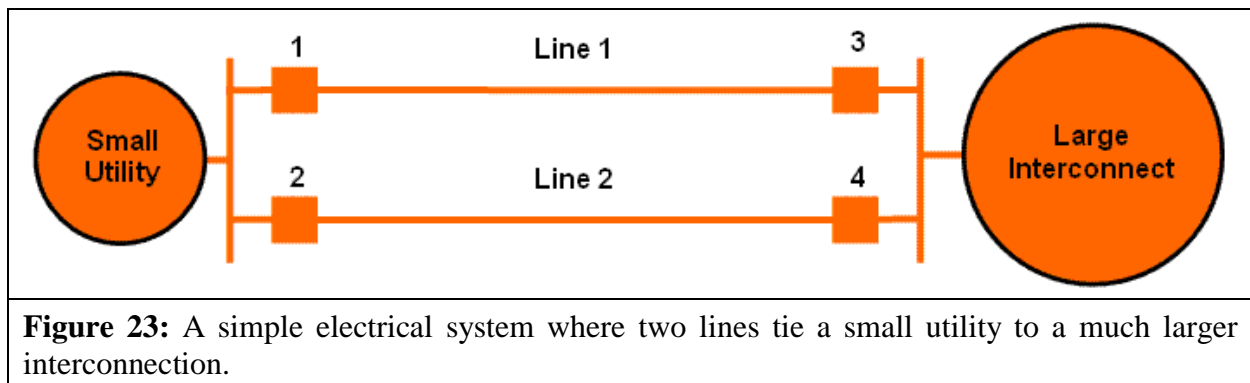 1 Line 1 3
Small
Utility
2 Line 2 4
Large
Interconnect
Figure 23: A simple electrical system where two lines tie a small utility to a much larger
interconnection.